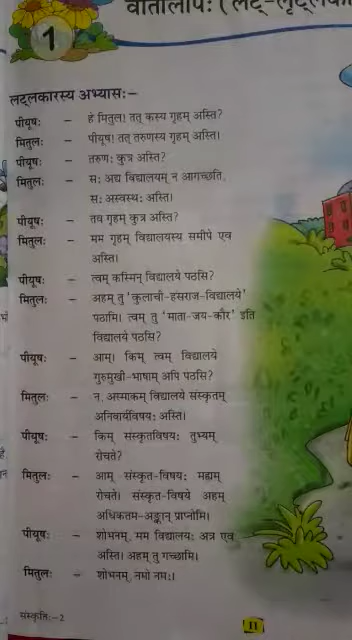 वार्तालापः (लट्-लृट्लका
1
लट्लकारस्य अभ्यासः–
पीयूषः – हे मितुल! तत् कस्य गृहम् अस्ति?
मितुलः – पीयूष! तत् तरुणस्य गृहम् अस्ति।
पीयूषः – तरुणः कुत्र अस्ति?
मितुलः – सः अद्य विद्यालयम् न आगच्छति,
सः अस्वस्थः अस्ति।
पीयूषः – तव गृहम् कुत्र अस्ति?
मितुलः – मम गृहम् विद्यालयस्य समीपे एव
अस्ति।
पीयूषः – त्वम् कस्मिन् विद्यालये पठसि?
मितुलः – अहम् तु ‘कुलाची-हंसराज-विद्यालये’
पठामि। त्वम् तु ‘माता-जय-कौर’ इति
विद्यालये पठसि?
पीयूषः – आम्। किम् त्वम् विद्यालये
गुरुमुखी-भाषाम् अपि पठसि?
मितुलः – न, अस्माकम् विद्यालये संस्कृतम्
अनिवार्यविषयः अस्ति।
पीयूषः – किम् संस्कृतविषयः तुभ्यम्
रोचते?
मितुलः – आम् संस्कृत-विषयः मह्यम्
रोचते। संस्कृत-विषये अहम्
अधिकतम-अङ्कान् प्राप्नोमि।
पीयूषः – शोभनम्, मम विद्यालयः अत्र एव
अस्ति। अहम् तु गच्छामि।
मितुलः – शोभनम्, नमो नमः।
संस्कृतिः–2
11